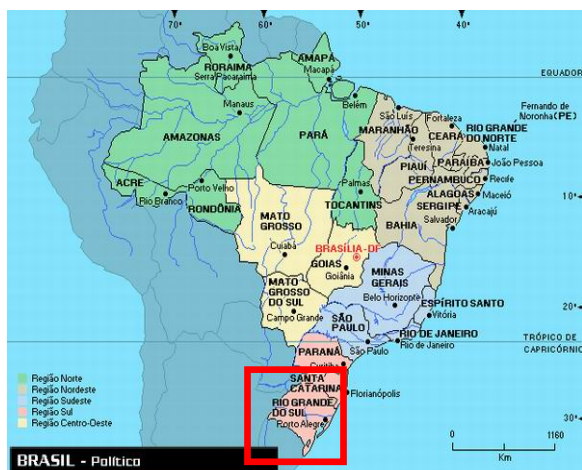 70°
60°
50°
40°
Boa Vista
RORAIMA
Serra Pacaraima
AMAPÁ
Macapá
EQUADOR
Manaus
Belém
São Luís
Fortaleza
Fernando de
Noronha(PE)
AMAZONAS
PARÁ
MARANHÃO
Teresina
CEARÁ
RIO GRANDE
DO NORTE
Natal
PIAUÍ
PARAIBA
João Pessoa
ACRE
Rio Branco
Porto Velho
RONDÔNIA
Palmas
TOCANTINS
PERNAMBUCO
Recife
ALAGOAS
Maceió
SERGIPE
Aracajú
10°
MATO
GROSSO
Cuiabá
BAHIA
Salvador
BRASÍLIA-DF
GOIAS
Goiânia
MINAS
GERAIS
Belo Horizonte
MATO
GROSSO
DO SUL
Campo Grande
ESPÍRITO SANTO
Vitória
20°
SÃO
PAULO
São Paulo
RIO DE JANEIRO
Rio de Janeiro
TRÓPICO DE
CAPRICÓRNIO
PARANÁ
Curitiba
SANTA
CATARINA
Florianópolis
RIO GRANDE
DO SUL
Porto Alegre
30°
Região Norte
Região Nordeste
Região Sudeste
Região Sul
Região Centro-Oeste
BRASIL - Político
0
1160
Km